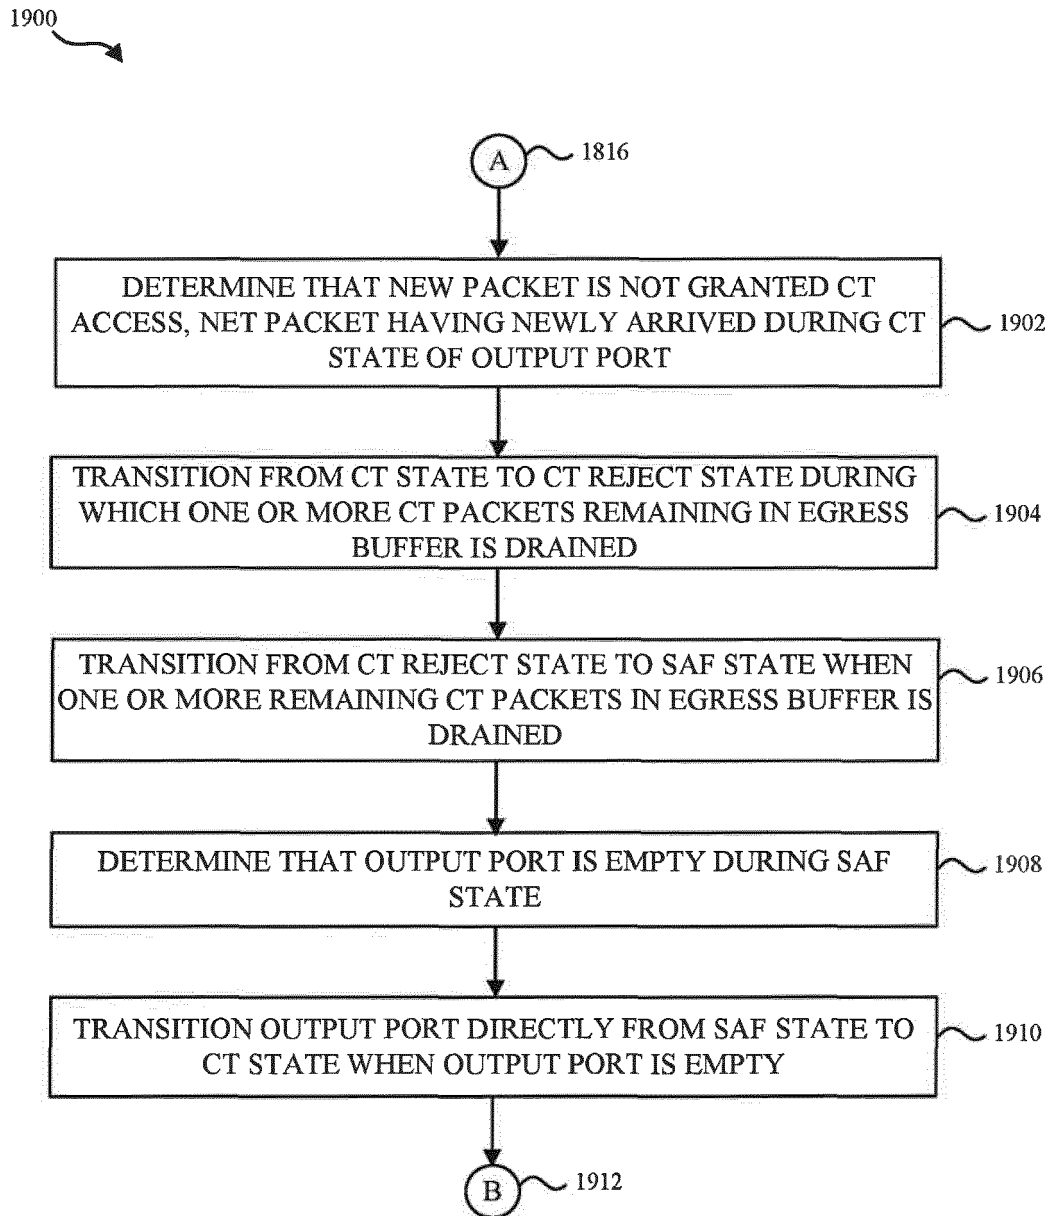 1900
A
1816
DETERMINE THAT NEW PACKET IS NOT GRANTED CT
ACCESS, NET PACKET HAVING NEWLY ARRIVED DURING CT
STATE OF OUTPUT PORT
1902
TRANSITION FROM CT STATE TO CT REJECT STATE DURING
WHICH ONE OR MORE CT PACKETS REMAINING IN EGRESS
BUFFER IS DRAINED
1904
TRANSITION FROM CT REJECT STATE TO SAF STATE WHEN
ONE OR MORE REMAINING CT PACKETS IN EGRESS BUFFER IS
DRAINED
1906
DETERMINE THAT OUTPUT PORT IS EMPTY DURING SAF
STATE
1908
TRANSITION OUTPUT PORT DIRECTLY FROM SAF STATE TO
CT STATE WHEN OUTPUT PORT IS EMPTY
1910
B
1912